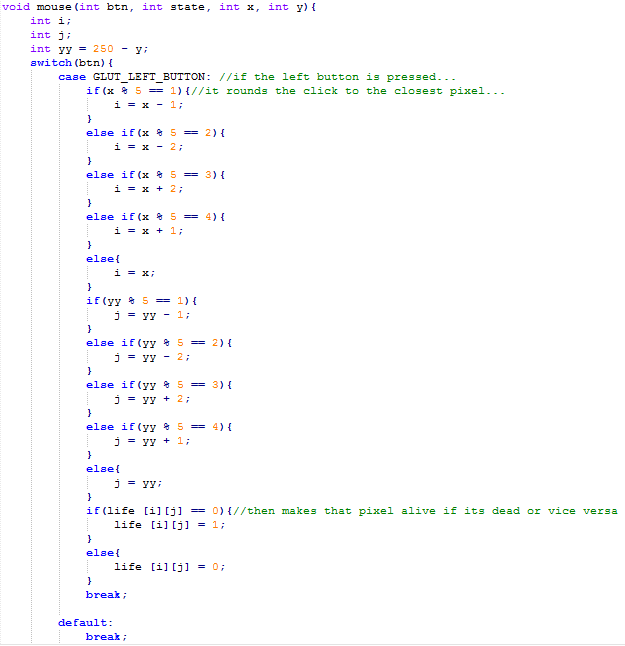 void mouse(int btn, int state, int x, int y){
    int i;
    int j;
    int yy = 250 - y;
    switch(btn){
        case GLUT_LEFT_BUTTON: //if the left button is pressed...
            if(x % 5 == 1){//it rounds the click to the closest pixel...
                i = x - 1;
            }
            else if(x % 5 == 2){
                i = x - 2;
            }
            else if(x % 5 == 3){
                i = x + 2;
            }
            else if(x % 5 == 4){
                i = x + 1;
            }
            else{
                i = x;
            }
            if(yy % 5 == 1){
                j = yy - 1;
            }
            else if(yy % 5 == 2){
                j = yy - 2;
            }
            else if(yy % 5 == 3){
                j = yy + 2;
            }
            else if(yy % 5 == 4){
                j = yy + 1;
            }
            else{
                j = yy;
            }
            if(life [i][j] == 0){//then makes that pixel alive if its dead or vice versa
                life [i][j] = 1;
            }
            else{
                life [i][j] = 0;
            }
            break;
        default:
            break;